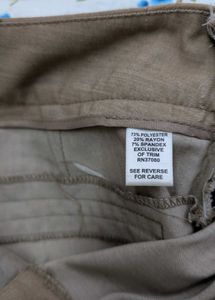 73% POLYESTER
20% RAYON
7% SPANDEX
EXCLUSIVE
OF TRIM
RN37080
SEE REVERSE
FOR CARE